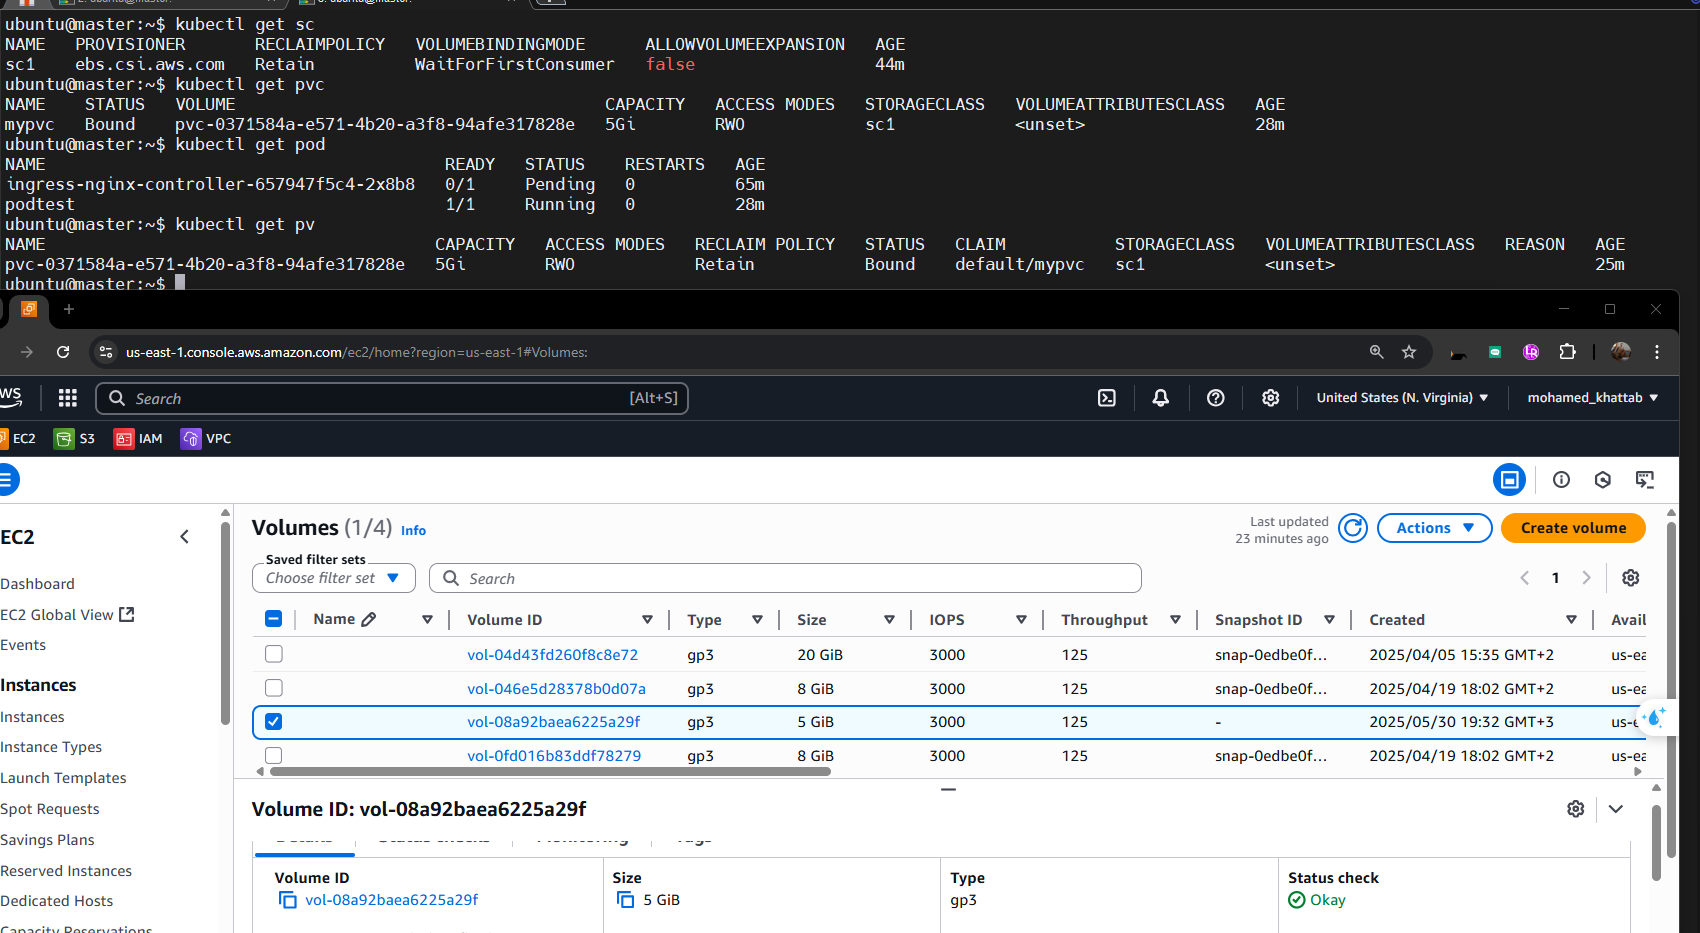 ubuntu@master:~$ kubectl get sc
NAME PROVISIONER RECLAIMPOLICY VOLUMEBINDINGMODE ALLOWVOLUMEEXPANSION AGE
sc1 ebs.csi.aws.com Retain WaitForFirstConsumer false 44m
ubuntu@master:~$ kubectl get pvc
NAME STATUS VOLUME CAPACITY ACCESS MODES STORAGECLASS VOLUMEATTRIBUTESCLASS AGE
mypvc Bound pvc-0371584a-e571-4b20-a3f8-94afe317828e 5Gi RWO sc1 <unset> 28m
ubuntu@master:~$ kubectl get pod
NAME READY STATUS RESTARTS AGE
ingress-nginx-controller-657947f5c4-2x8b8 0/1 Pending 0 65m
podtest 1/1 Running 0 28m
ubuntu@master:~$ kubectl get pv
NAME CAPACITY ACCESS MODES RECLAIM POLICY STATUS CLAIM STORAGECLASS VOLUMEATTRIBUTESCLASS REASON AGE
pvc-0371584a-e571-4b20-a3f8-94afe317828e 5Gi RWO Retain Bound default/mypvc sc1 <unset> 25m
ubuntu@master:~$
us-east-1.console.aws.amazon.com/ec2/home?region=us-east-1#Volumes:
Search [Alt+S] United States (N. Virginia) mohamed_khattab
EC2 S3 IAM VPC
EC2
Dashboard
EC2 Global View
Events
Instances
Instances
Instance Types
Launch Templates
Spot Requests
Savings Plans
Reserved Instances
Dedicated Hosts
Capacity Reservations
Volumes (1/4) Info
Last updated
23 minutes ago
Actions
Create volume
Saved filter sets
Choose filter set
Search
1
Name Volume ID Type Size IOPS Throughput Snapshot ID Created Avail
vol-04d43fd260f8c8e72 gp3 20 GiB 3000 125 snap-0edbe0f... 2025/04/05 15:35 GMT+2 us-ea
vol-046e5d28378b0d07a gp3 8 GiB 3000 125 snap-0edbe0f... 2025/04/19 18:02 GMT+2 us-ea
vol-08a92baea6225a29f gp3 5 GiB 3000 125 - 2025/05/30 19:32 GMT+3 us-e
vol-0fd016b83ddf78279 gp3 8 GiB 3000 125 snap-0edbe0f... 2025/04/19 18:02 GMT+2 us-ea
Volume ID: vol-08a92baea6225a29f
Volume ID
vol-08a92baea6225a29f
Size
5 GiB
Type
gp3
Status check
Okay